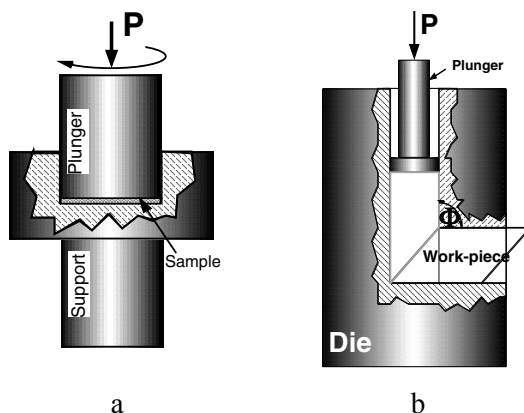 P
Plunger
Sample
Support
a
P
Plunger
Φ
Work-piece
Die
b